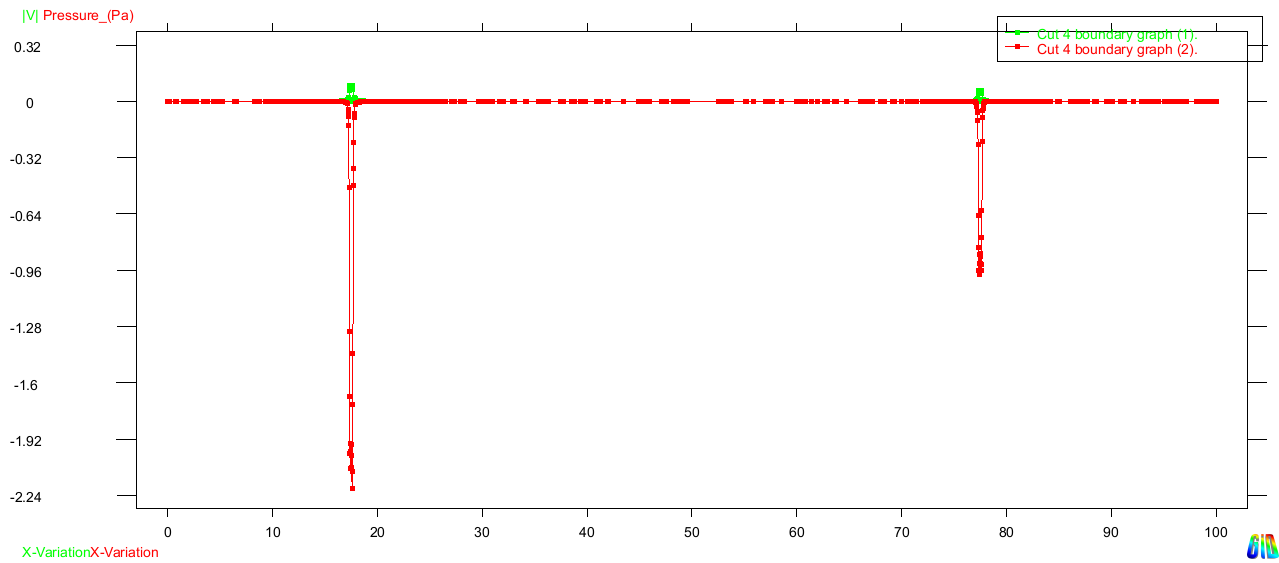 |V| Pressure_(Pa)
Cut 4 boundary graph (1).
Cut 4 boundary graph (2).
0.32
0
-0.32
-0.64
-0.96
-1.28
-1.6
-1.92
-2.24
0 10 20 30 40 50 60 70 80 90 100
X-Variation X-Variation
GiD